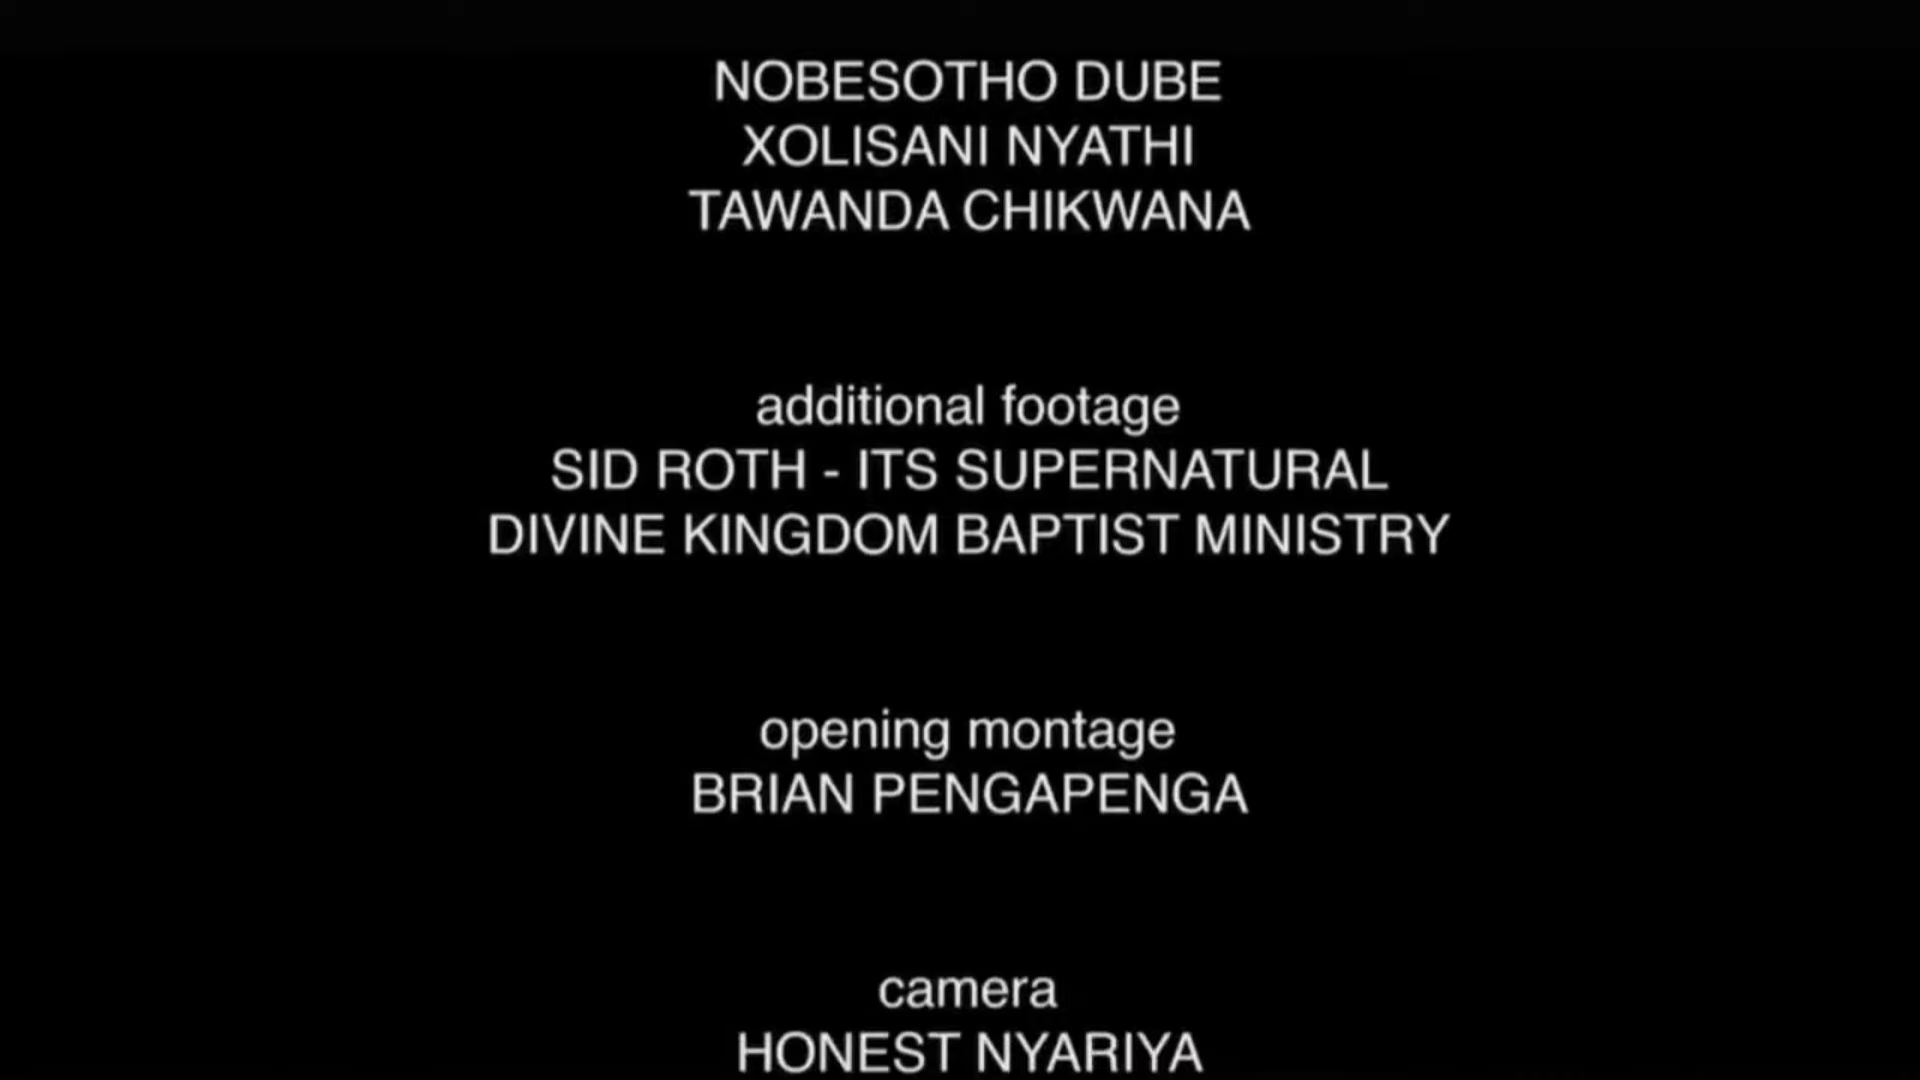 NOBESOTHO DUBE
XOLISANI NYATHI
TAWANDA CHIKWANA
additional footage
SID ROTH - ITS SUPERNATURAL
DIVINE KINGDOM BAPTIST MINISTRY
opening montage
BRIAN PENGAPENGA
camera
HONEST NYARIYA